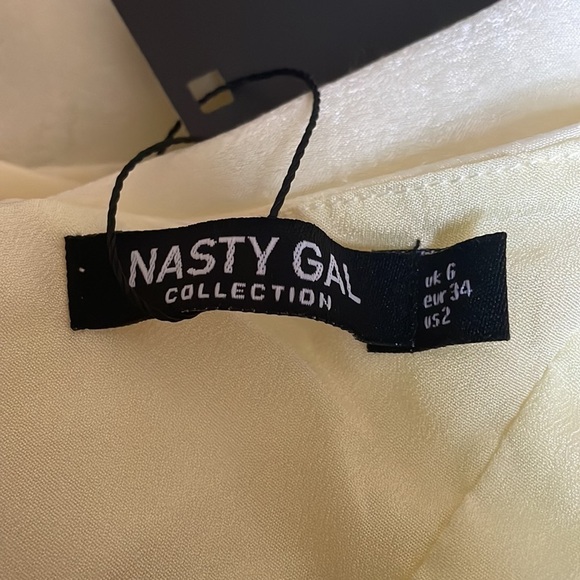 NASTY GAL
COLLECTION
uk 6
eur 34
us 2